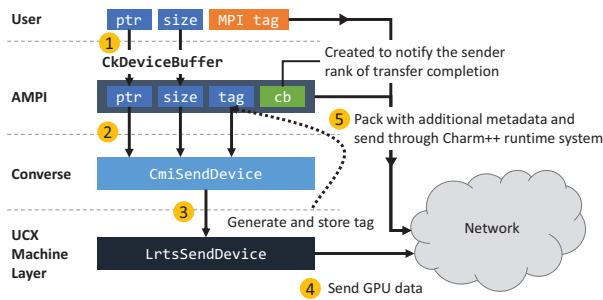 User
ptr
size
MPI tag
1
CkDeviceBuffer
Created to notify the sender
rank of transfer completion
AMPI
ptr
size
tag
cb
2
5
Pack with additional metadata and
send through Charm++ runtime system
Converse
CmiSendDevice
3
Generate and store tag
Network
UCX
Machine
Layer
LrtsSendDevice
4
Send GPU data